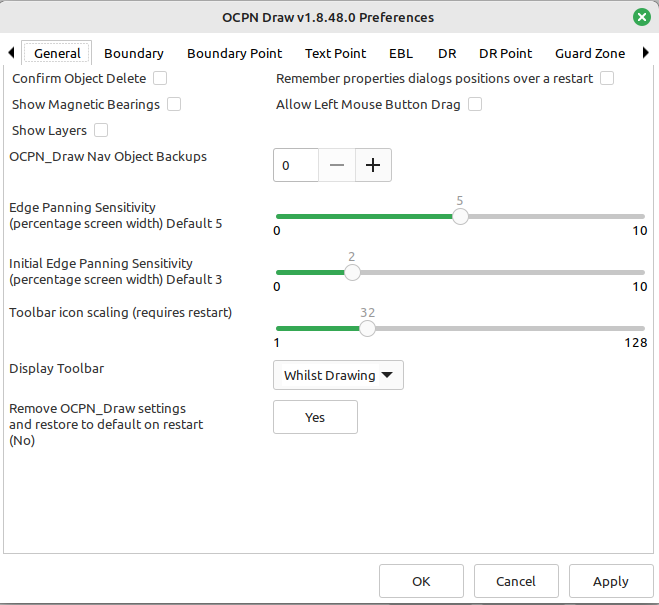 OCPN Draw v1.8.48.0 Preferences
General Boundary Boundary Point Text Point EBL DR DR Point Guard Zone
Confirm Object Delete Remember properties dialogs positions over a restart
Show Magnetic Bearings Allow Left Mouse Button Drag
Show Layers
OCPN_Draw Nav Object Backups 0 — +
Edge Panning Sensitivity
(percentage screen width) Default 5
5
0 10
Initial Edge Panning Sensitivity
(percentage screen width) Default 3
2
0 10
Toolbar icon scaling (requires restart)
32
1 128
Display Toolbar Whilst Drawing
Remove OCPN_Draw settings
and restore to default on restart
(No)
Yes
OK Cancel Apply